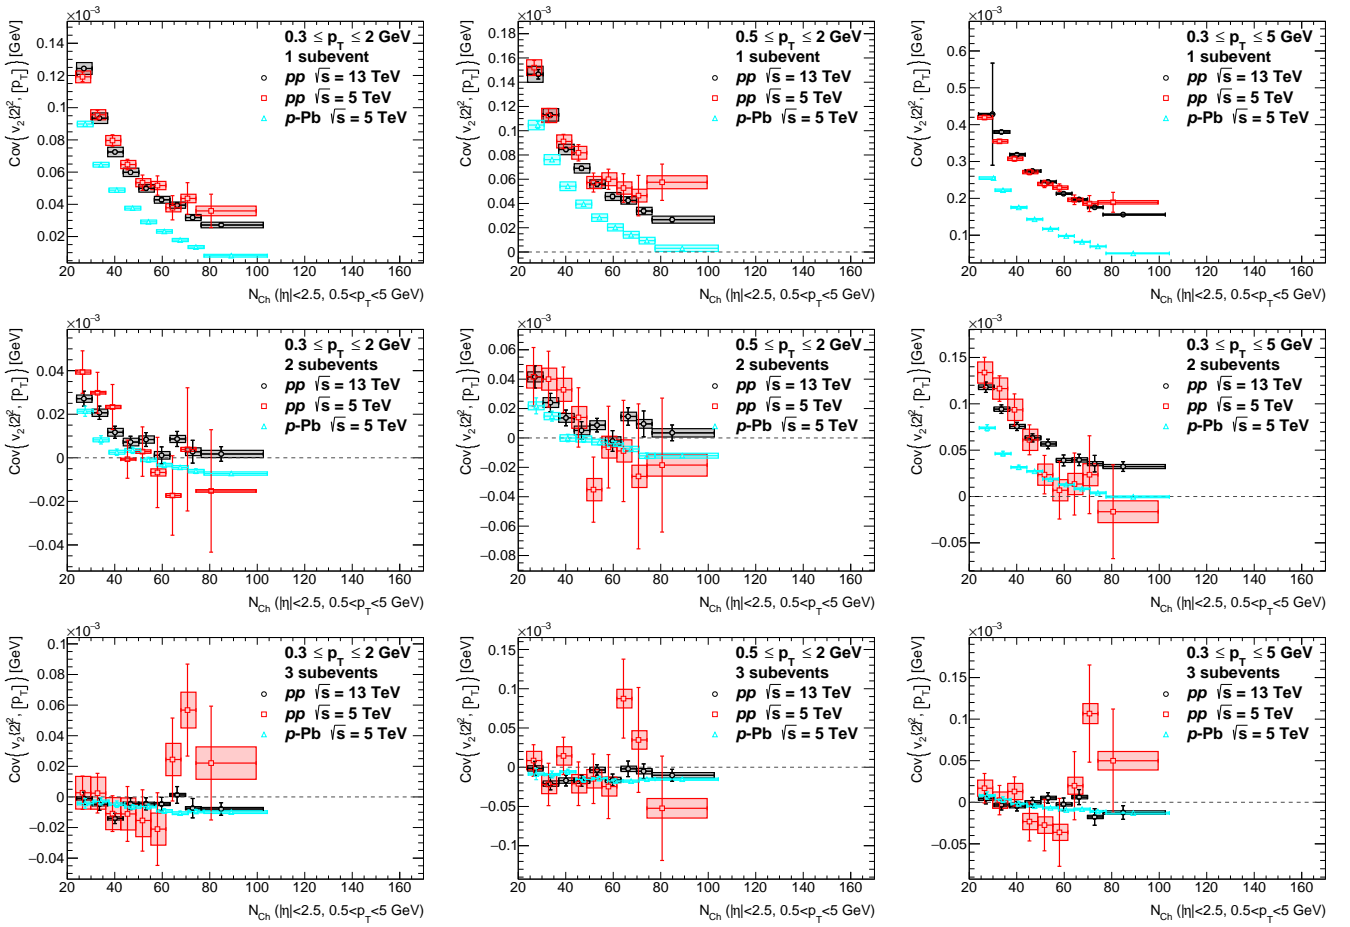 ×10⁻³
Cov{ v₂{2}², [p_T] } [GeV]
0.3 ≤ p_T ≤ 2 GeV
1 subevent
pp √s = 13 TeV
pp √s = 5 TeV
p-Pb √s = 5 TeV
0.14
0.12
0.1
0.08
0.06
0.04
0.02
20 40 60 80 100 120 140 160
N_Ch (|η|<2.5, 0.5<p_T<5 GeV)
×10⁻³
Cov{ v₂{2}², [p_T] } [GeV]
0.5 ≤ p_T ≤ 2 GeV
1 subevent
pp √s = 13 TeV
pp √s = 5 TeV
p-Pb √s = 5 TeV
0.18
0.16
0.14
0.12
0.1
0.08
0.06
0.04
0.02
0
20 40 60 80 100 120 140 160
N_Ch (|η|<2.5, 0.5<p_T<5 GeV)
×10⁻³
Cov{ v₂{2}², [p_T] } [GeV]
0.3 ≤ p_T ≤ 5 GeV
1 subevent
pp √s = 13 TeV
pp √s = 5 TeV
p-Pb √s = 5 TeV
0.6
0.5
0.4
0.3
0.2
0.1
20 40 60 80 100 120 140 160
N_Ch (|η|<2.5, 0.5<p_T<5 GeV)
×10⁻³
Cov{ v₂{2}², [p_T] } [GeV]
0.3 ≤ p_T ≤ 2 GeV
2 subevents
pp √s = 13 TeV
pp √s = 5 TeV
p-Pb √s = 5 TeV
0.04
0.02
0
−0.02
−0.04
20 40 60 80 100 120 140 160
N_Ch (|η|<2.5, 0.5<p_T<5 GeV)
×10⁻³
Cov{ v₂{2}², [p_T] } [GeV]
0.5 ≤ p_T ≤ 2 GeV
2 subevents
pp √s = 13 TeV
pp √s = 5 TeV
p-Pb √s = 5 TeV
0.06
0.04
0.02
0
−0.02
−0.04
−0.06
−0.08
20 40 60 80 100 120 140 160
N_Ch (|η|<2.5, 0.5<p_T<5 GeV)
×10⁻³
Cov{ v₂{2}², [p_T] } [GeV]
0.3 ≤ p_T ≤ 5 GeV
2 subevents
pp √s = 13 TeV
pp √s = 5 TeV
p-Pb √s = 5 TeV
0.15
0.1
0.05
0
−0.05
20 40 60 80 100 120 140 160
N_Ch (|η|<2.5, 0.5<p_T<5 GeV)
×10⁻³
Cov{ v₂{2}², [p_T] } [GeV]
0.3 ≤ p_T ≤ 2 GeV
3 subevents
pp √s = 13 TeV
pp √s = 5 TeV
p-Pb √s = 5 TeV
0.1
0.08
0.06
0.04
0.02
0
−0.02
−0.04
20 40 60 80 100 120 140 160
N_Ch (|η|<2.5, 0.5<p_T<5 GeV)
×10⁻³
Cov{ v₂{2}², [p_T] } [GeV]
0.5 ≤ p_T ≤ 2 GeV
3 subevents
pp √s = 13 TeV
pp √s = 5 TeV
p-Pb √s = 5 TeV
0.15
0.1
0.05
0
−0.05
−0.1
20 40 60 80 100 120 140 160
N_Ch (|η|<2.5, 0.5<p_T<5 GeV)
×10⁻³
Cov{ v₂{2}², [p_T] } [GeV]
0.3 ≤ p_T ≤ 5 GeV
3 subevents
pp √s = 13 TeV
pp √s = 5 TeV
p-Pb √s = 5 TeV
0.15
0.1
0.05
0
−0.05
20 40 60 80 100 120 140 160
N_Ch (|η|<2.5, 0.5<p_T<5 GeV)